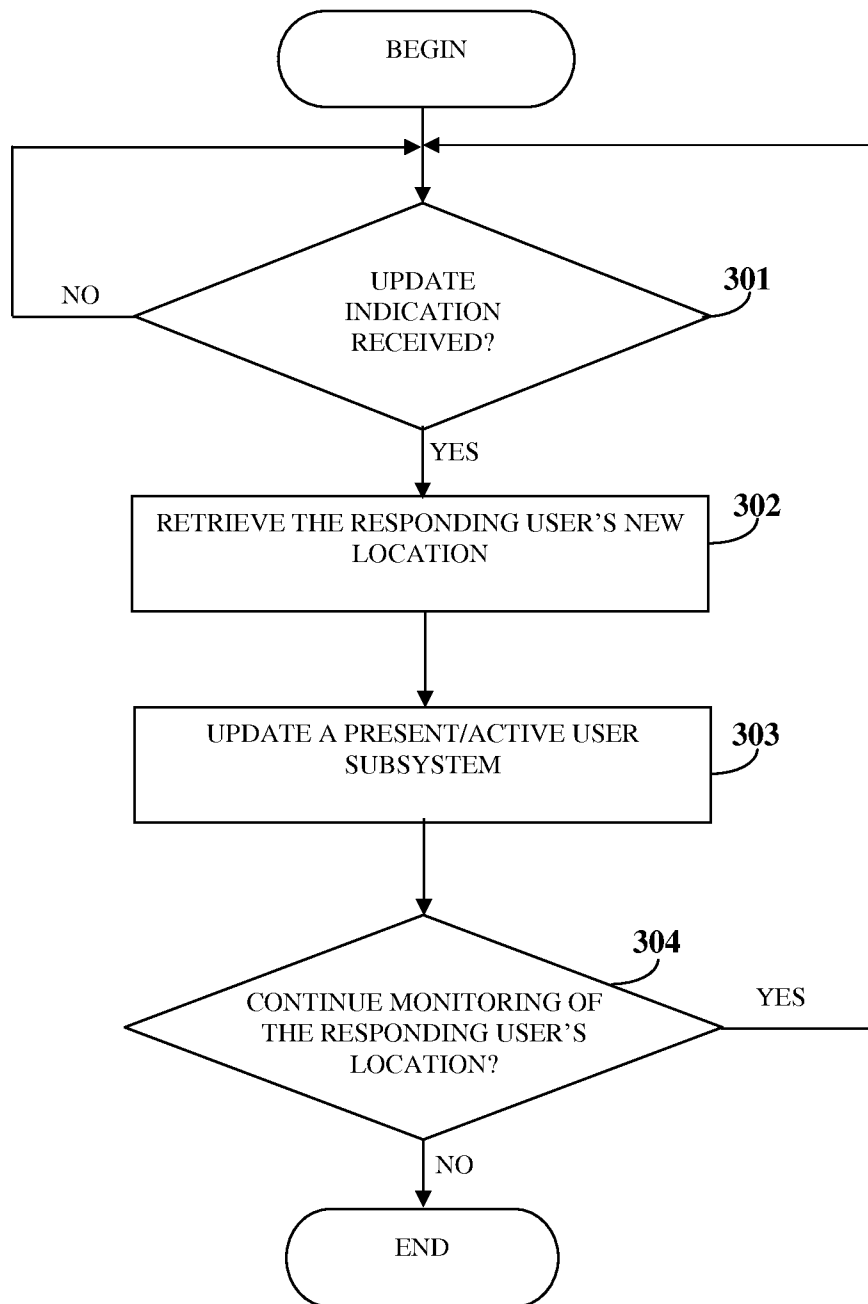 BEGIN
UPDATE
INDICATION
RECEIVED?
301
NO
YES
302
RETRIEVE THE RESPONDING USER'S NEW
LOCATION
303
UPDATE A PRESENT/ACTIVE USER
SUBSYSTEM
304
CONTINUE MONITORING OF
THE RESPONDING USER'S
LOCATION?
YES
NO
END